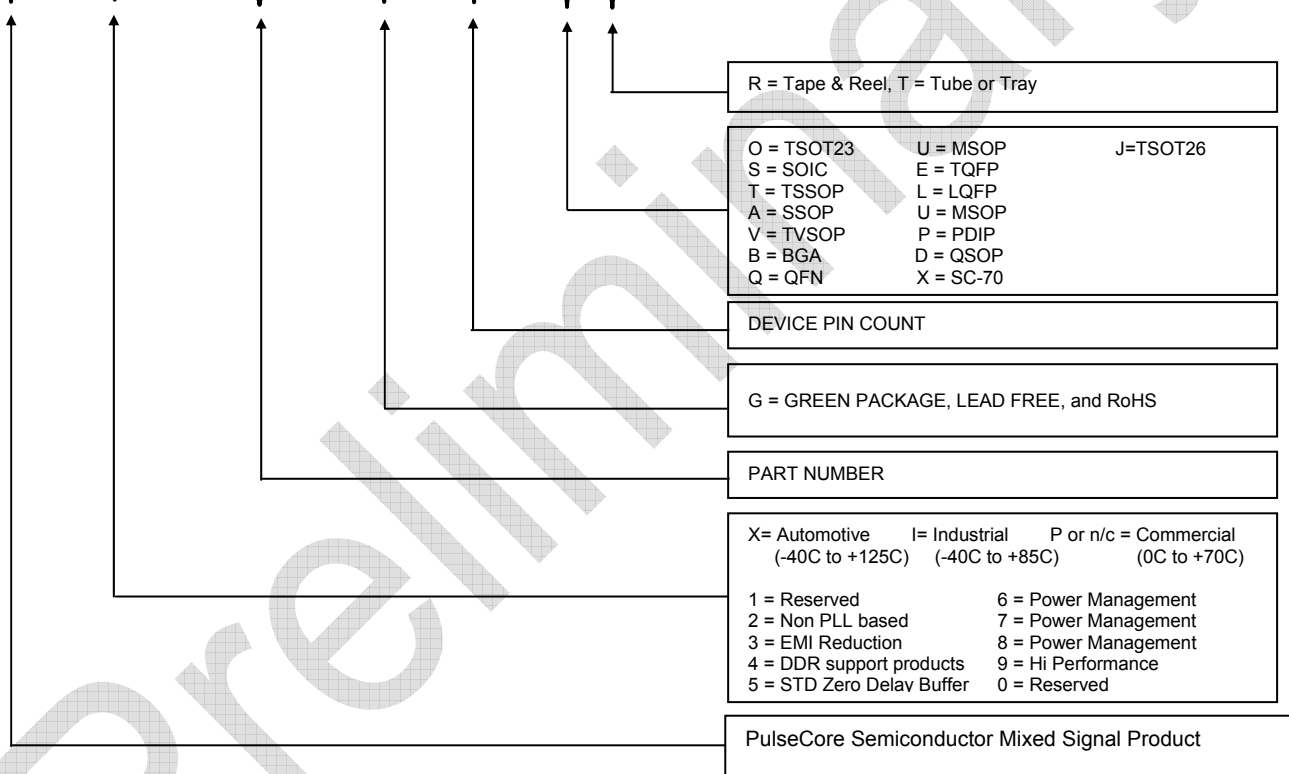 R = Tape & Reel, T = Tube or Tray
O = TSOT23 U = MSOP J=TSOT26
S = SOIC E = TQFP
T = TSSOP L = LQFP
A = SSOP U = MSOP
V = TVSOP P = PDIP
B = BGA D = QSOP
Q = QFN X = SC-70
DEVICE PIN COUNT
G = GREEN PACKAGE, LEAD FREE, and RoHS
PART NUMBER
X= Automotive I= Industrial P or n/c = Commercial
(-40C to +125C) (-40C to +85C) (0C to +70C)
1 = Reserved 6 = Power Management
2 = Non PLL based 7 = Power Management
3 = EMI Reduction 8 = Power Management
4 = DDR support products 9 = Hi Performance
5 = STD Zero Delay Buffer 0 = Reserved
PulseCore Semiconductor Mixed Signal Product
Preliminary